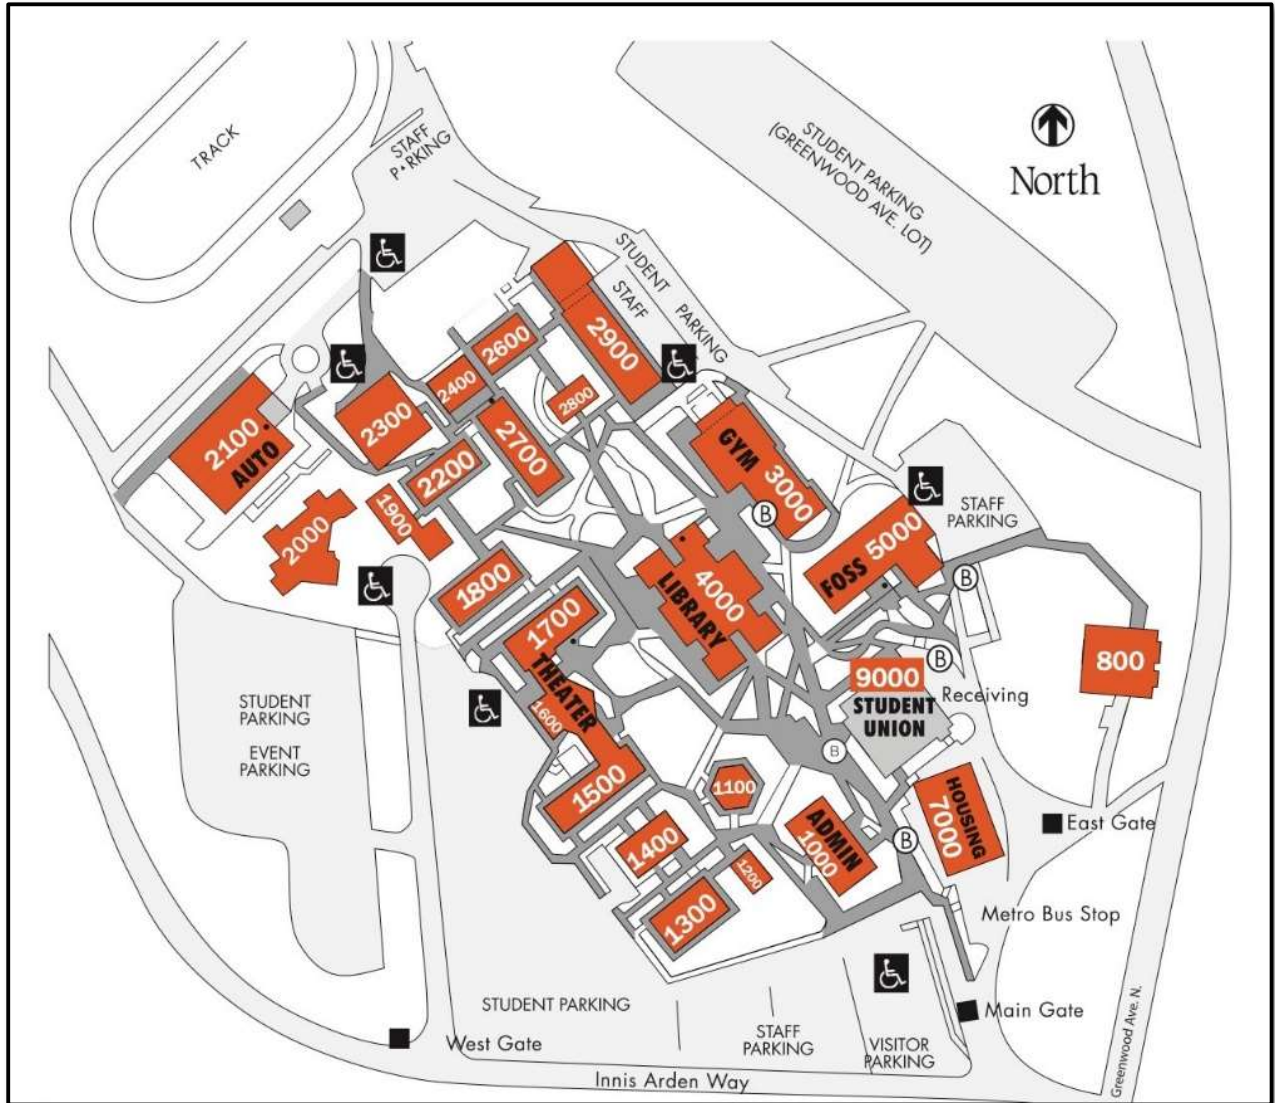 TRACK
STAFF
P▲RKING
STUDENT PARKING
(GREENWOOD AVE. LOT)
North
STUDENT PARKING
STAFF
2900
2600
2400
2800
2700
2300
2200
2100
AUTO
1900
2000
1800
GYM 3000
B
FOSS 5000
STAFF
PARKING
B
4000
LIBRARY
1700
THEATER
1600
1500
800
B
9000
STUDENT
UNION
Receiving
B
STUDENT
PARKING
EVENT
PARKING
1100
1400
1200
1300
ADMIN
1000
B
HOUSING
7000
East Gate
Metro Bus Stop
Main Gate
STUDENT PARKING
STAFF
PARKING
VISITOR
PARKING
West Gate
Innis Arden Way
Greenwood Ave. N.